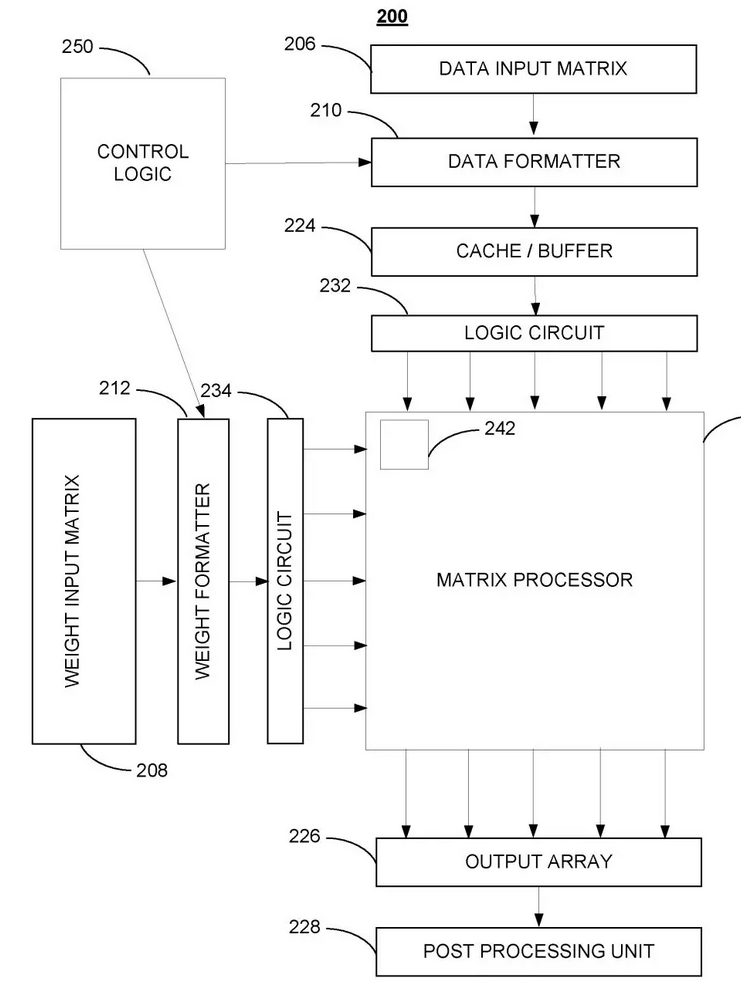 200
250
206
DATA INPUT MATRIX
210
CONTROL
LOGIC
DATA FORMATTER
224
CACHE / BUFFER
232
LOGIC CIRCUIT
212
234
242
WEIGHT INPUT MATRIX
WEIGHT FORMATTER
LOGIC CIRCUIT
MATRIX PROCESSOR
208
226
OUTPUT ARRAY
228
POST PROCESSING UNIT